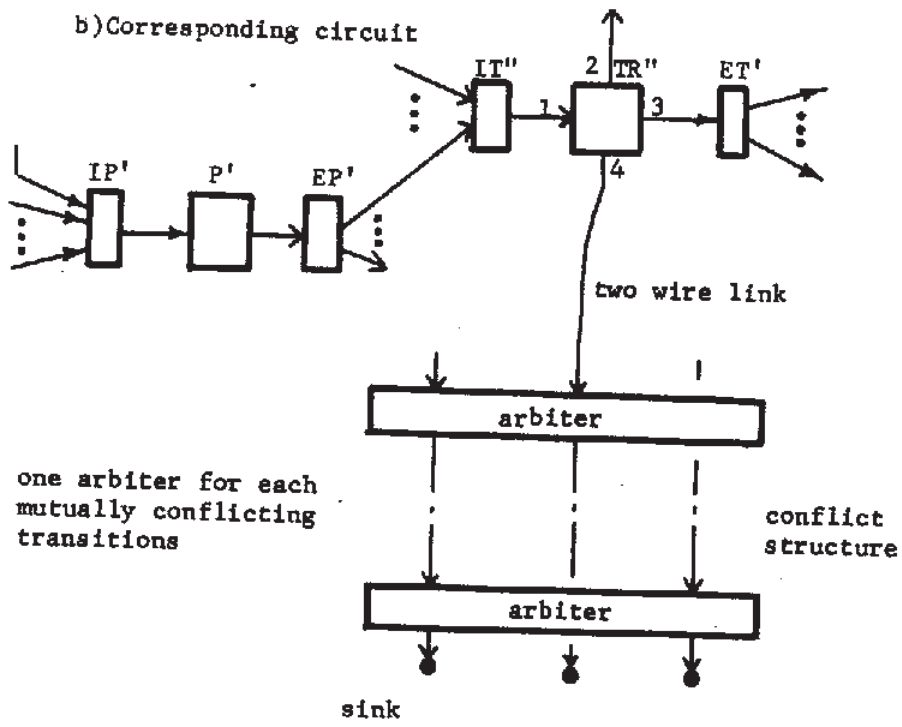 b)Corresponding circuit
IT"
2 TR"
ET'
1
3
4
IP'
P'
EP'
two wire link
arbiter
one arbiter for each
mutually conflicting
transitions
conflict
structure
arbiter
sink